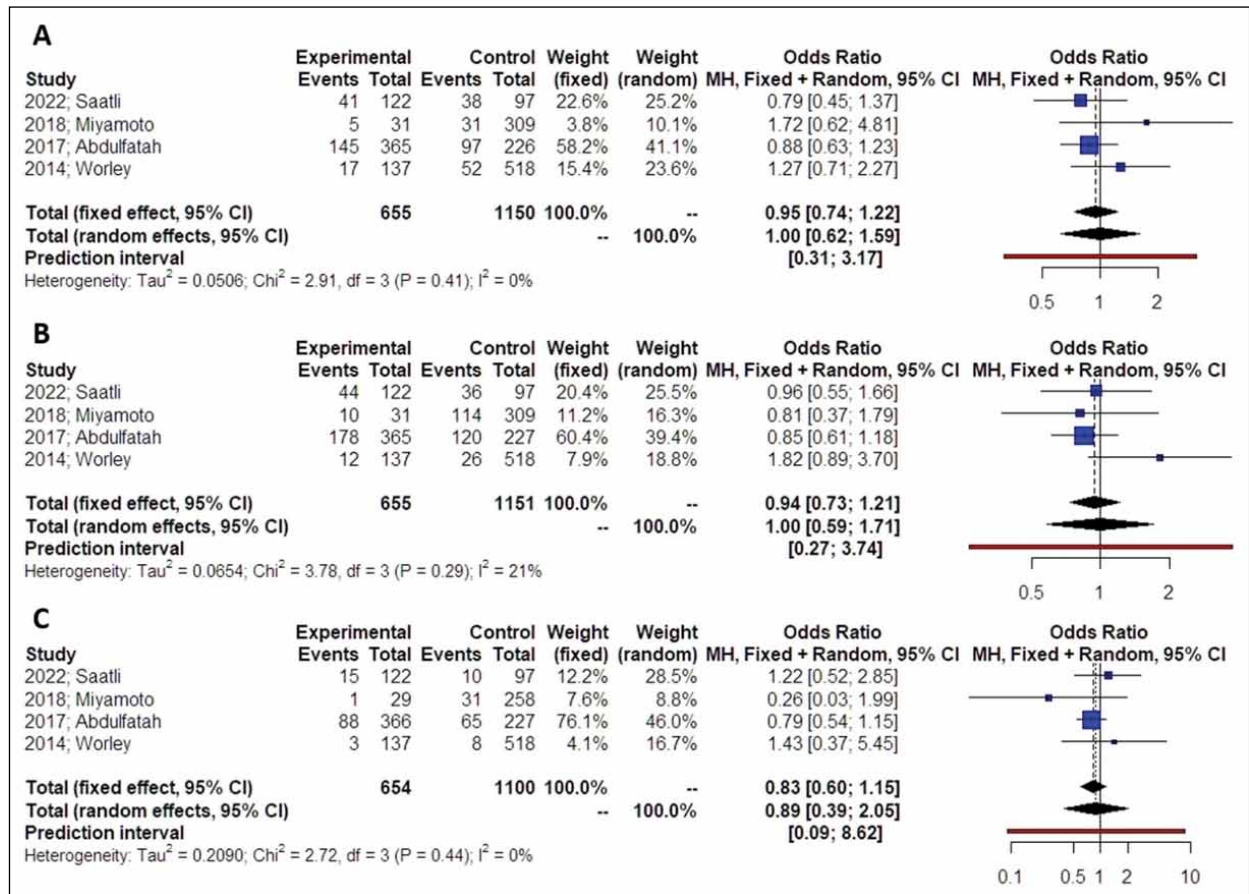 A
Experimental Control Weight Weight Odds Ratio Odds Ratio
Study Events Total Events Total (fixed) (random) MH, Fixed + Random, 95% CI MH, Fixed + Random, 95% CI
2022; Saatli 41 122 38 97 22.6% 25.2% 0.79 [0.45; 1.37]
2018; Miyamoto 5 31 31 309 3.8% 10.1% 1.72 [0.62; 4.81]
2017; Abdulfatah 145 365 97 226 58.2% 41.1% 0.88 [0.63; 1.23]
2014; Worley 17 137 52 518 15.4% 23.6% 1.27 [0.71; 2.27]
Total (fixed effect, 95% CI) 655 1150 100.0% -- 0.95 [0.74; 1.22]
Total (random effects, 95% CI) -- 100.0% 1.00 [0.62; 1.59]
Prediction interval [0.31; 3.17]
Heterogeneity: Tau² = 0.0506; Chi² = 2.91, df = 3 (P = 0.41); I² = 0%
0.5 1 2
B
Experimental Control Weight Weight Odds Ratio Odds Ratio
Study Events Total Events Total (fixed) (random) MH, Fixed + Random, 95% CI MH, Fixed + Random, 95% CI
2022; Saatli 44 122 36 97 20.4% 25.5% 0.96 [0.55; 1.66]
2018; Miyamoto 10 31 114 309 11.2% 16.3% 0.81 [0.37; 1.79]
2017; Abdulfatah 178 365 120 227 60.4% 39.4% 0.85 [0.61; 1.18]
2014; Worley 12 137 26 518 7.9% 18.8% 1.82 [0.89; 3.70]
Total (fixed effect, 95% CI) 655 1151 100.0% -- 0.94 [0.73; 1.21]
Total (random effects, 95% CI) -- 100.0% 1.00 [0.59; 1.71]
Prediction interval [0.27; 3.74]
Heterogeneity: Tau² = 0.0654; Chi² = 3.78, df = 3 (P = 0.29); I² = 21%
0.5 1 2
C
Experimental Control Weight Weight Odds Ratio Odds Ratio
Study Events Total Events Total (fixed) (random) MH, Fixed + Random, 95% CI MH, Fixed + Random, 95% CI
2022; Saatli 15 122 10 97 12.2% 28.5% 1.22 [0.52; 2.85]
2018; Miyamoto 1 29 31 258 7.6% 8.8% 0.26 [0.03; 1.99]
2017; Abdulfatah 88 366 65 227 76.1% 46.0% 0.79 [0.54; 1.15]
2014; Worley 3 137 8 518 4.1% 16.7% 1.43 [0.37; 5.45]
Total (fixed effect, 95% CI) 654 1100 100.0% -- 0.83 [0.60; 1.15]
Total (random effects, 95% CI) -- 100.0% 0.89 [0.39; 2.05]
Prediction interval [0.09; 8.62]
Heterogeneity: Tau² = 0.2090; Chi² = 2.72, df = 3 (P = 0.44); I² = 0%
0.1 0.5 1 2 10